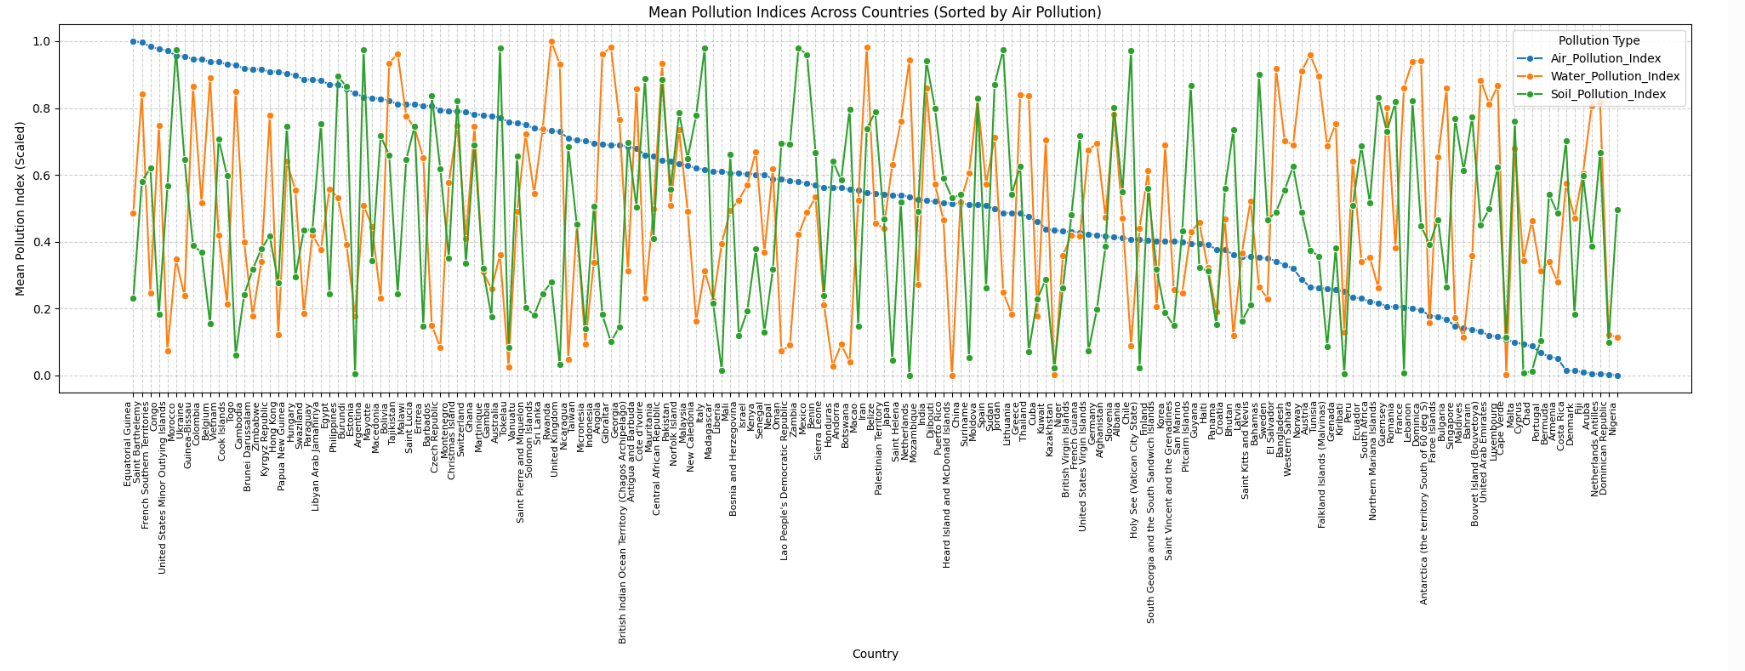 Mean Pollution Indices Across Countries (Sorted by Air Pollution)
Pollution Type
Air_Pollution_Index
Water_Pollution_Index
Soil_Pollution_Index
Mean Pollution Index (Scaled)
1.0
0.8
0.6
0.4
0.2
0.0
Equatorial Guinea
Saint Barthelemy
French Southern Territories
Congo
United States Minor Outlying Islands
Morocco
Ukraine
Guinea-Bissau
Colombia
Belgium
Vietnam
Cook Islands
Togo
Cambodia
Brunei Darussalam
Zimbabwe
Kyrgyz Republic
Hong Kong
Papua New Guinea
Hungary
Swaziland
Paraguay
Libyan Arab Jamahiriya
Egypt
Philippines
Burundi
Estonia
Argentina
Mayotte
Macedonia
Bolivia
Tajikistan
Malawi
Saint Lucia
Eritrea
Barbados
Czech Republic
Montenegro
Christmas Island
Switzerland
Ghana
Martinique
Gambia
Australia
Tokelau
Vanuatu
Saint Pierre and Miquelon
Solomon Islands
Sri Lanka
Rwanda
United Kingdom
Nicaragua
Taiwan
Micronesia
Indonesia
Angola
Gibraltar
Georgia
British Indian Ocean Territory (Chagos Archipelago)
Antigua and Barbuda
Cote d'Ivoire
Mauritania
Central African Republic
Pakistan
Norfolk Island
Malaysia
New Caledonia
Italy
Madagascar
Liberia
Mali
Bosnia and Herzegovina
Israel
Kenya
Senegal
Nepal
Oman
Lao People's Democratic Republic
Zambia
Mexico
Benin
Sierra Leone
Honduras
Andorra
Botswana
Macao
Iran
Belize
Palestinian Territory
Spain
Saint Helena
Netherlands
Mozambique
India
Djibouti
Puerto Rico
Heard Island and McDonald Islands
China
Suriname
Moldova
Sudan
Jordan
Lithuania
Greece
Thailand
Cuba
Kuwait
Kazakhstan
Niger
British Virgin Islands
French Guiana
United States Virgin Islands
Germany
Afghanistan
Slovenia
Albania
Chile
Holy See (Vatican City State)
Finland
South Georgia and the South Sandwich Islands
Korea
Saint Vincent and the Grenadines
San Marino
Pitcairn Islands
Guyana
Haiti
Panama
Croatia
Bhutan
Latvia
Saint Kitts and Nevis
Bahamas
Sweden
El Salvador
Bangladesh
Western Sahara
Norway
Austria
Tunisia
Falkland Islands (Malvinas)
Grenada
Kiribati
Peru
Ecuador
South Africa
Northern Mariana Islands
Guernsey
Romania
France
Lebanon
Dominica
Antarctica (the territory South of 60 deg S)
Faroe Islands
Bulgaria
Singapore
Maldives
Bahrain
Bouvet Island (Bouvetoya)
United Arab Emirates
Luxembourg
Cape Verde
Malta
Cyprus
Chad
Portugal
Bermuda
Armenia
Costa Rica
Denmark
Fiji
Aruba
Netherlands Antilles
Dominican Republic
Nigeria
Country